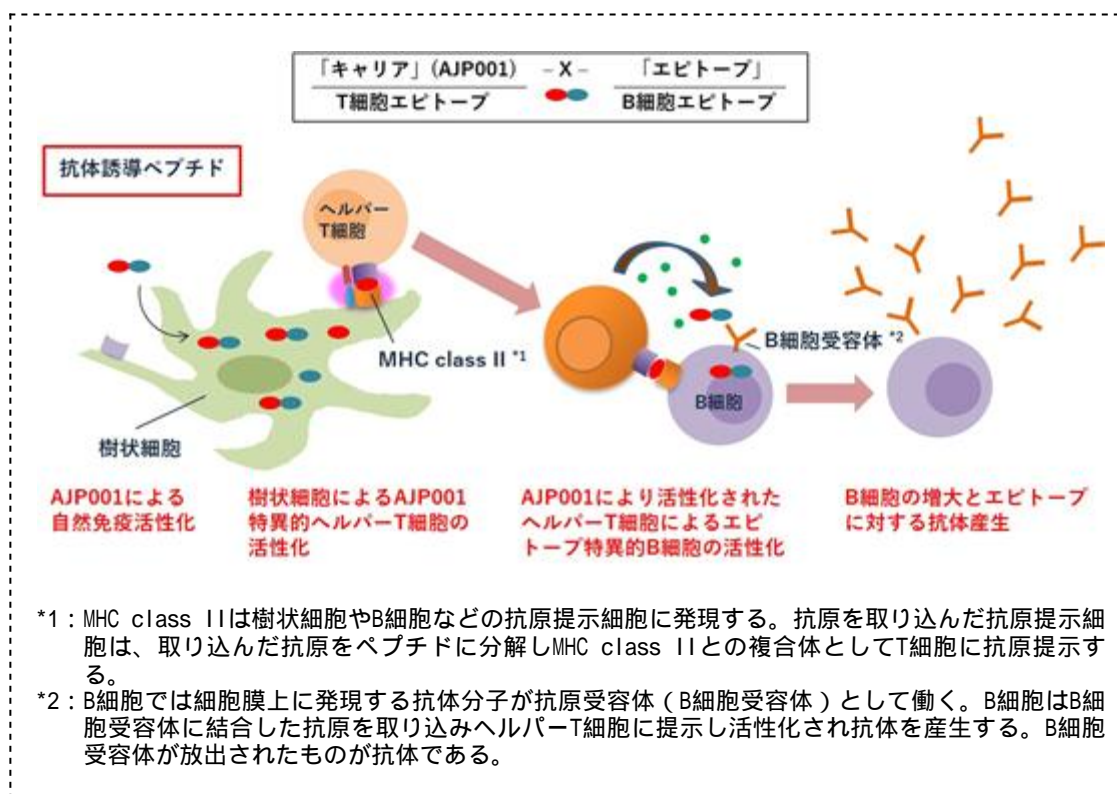 「キャリア」(AJP001) – X – 「エピトープ」
T細胞エピトープ B細胞エピトープ
抗体誘導ペプチド
ヘルパー
T細胞
MHC class II *1
B細胞受容体 *2
B細胞
樹状細胞
AJP001による
自然免疫活性化
樹状細胞によるAJP001
特異的ヘルパーT細胞の
活性化
AJP001により活性化された
ヘルパーT細胞によるエピ
トープ特異的B細胞の活性化
B細胞の増大とエピトープ
に対する抗体産生
*1：MHC class IIは樹状細胞やB細胞などの抗原提示細胞に発現する。抗原を取り込んだ抗原提示細
胞は、取り込んだ抗原をペプチドに分解しMHC class IIとの複合体としてT細胞に抗原提示す
る。
*2：B細胞では細胞膜上に発現する抗体分子が抗原受容体（B細胞受容体）として働く。B細胞はB細
胞受容体に結合した抗原を取り込みヘルパーT細胞に提示し活性化され抗体を産生する。B細胞
受容体が放出されたものが抗体である。